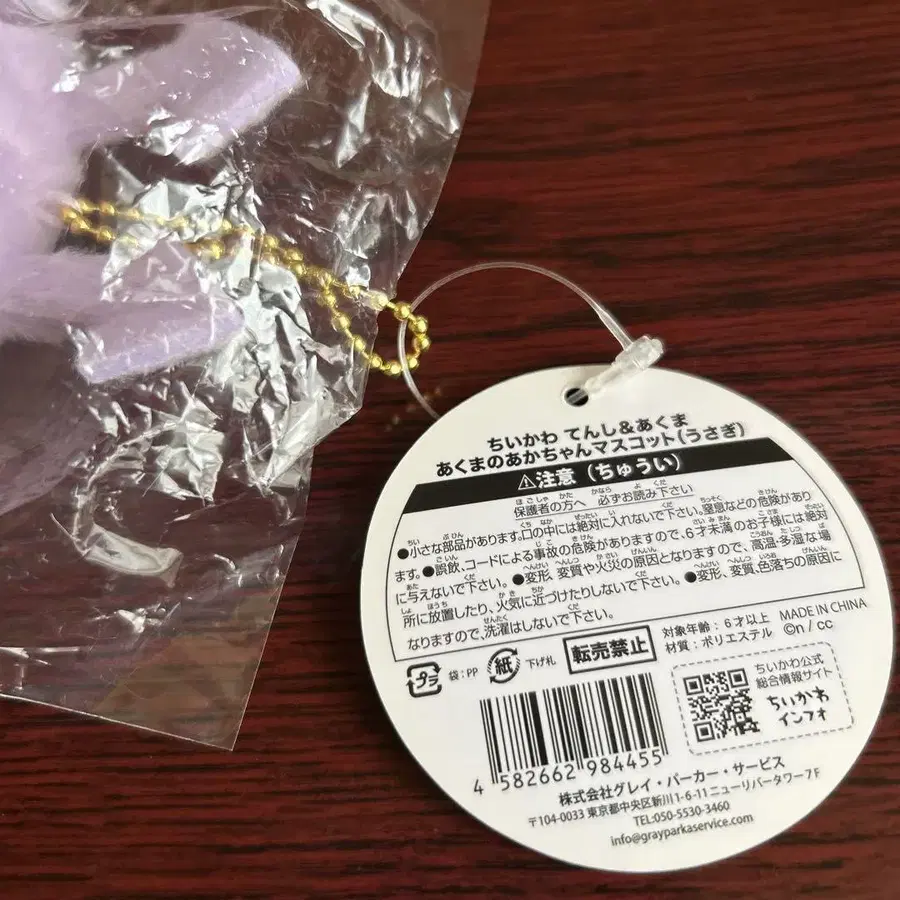 ちいかわ てんし&あくま
あくまのあかちゃんマスコット(うさぎ)
⚠注意(ちゅうい)
保護者の方へ 必ずお読み下さい
●小さな部品があります。口の中には絶対に入れないで下さい。窒息などの危険があり
ます。●誤飲、コードによる事故の危険がありますので、6才未満のお子様には絶対
に与えないで下さい。●変形、変質や火災の原因となりますので、高温・多湿な場
所に放置したり、火気に近づけたりしないで下さい。●変形、変質、色落ちの原因に
なりますので、洗濯はしないで下さい。
プラ 袋:PP 紙 下げ札 転売禁止
対象年齢:6才以上 MADE IN CHINA
材質:ポリエステル ©n / cc
ちいかわ公式
総合情報サイト
ちいかわ
インフォ
4 582662 984455
株式会社グレイ・パーカー・サービス
〒104-0033 東京都中央区新川1-6-11ニューリバータワー7F
TEL:050-5530-3460
info@grayparkaservice.com